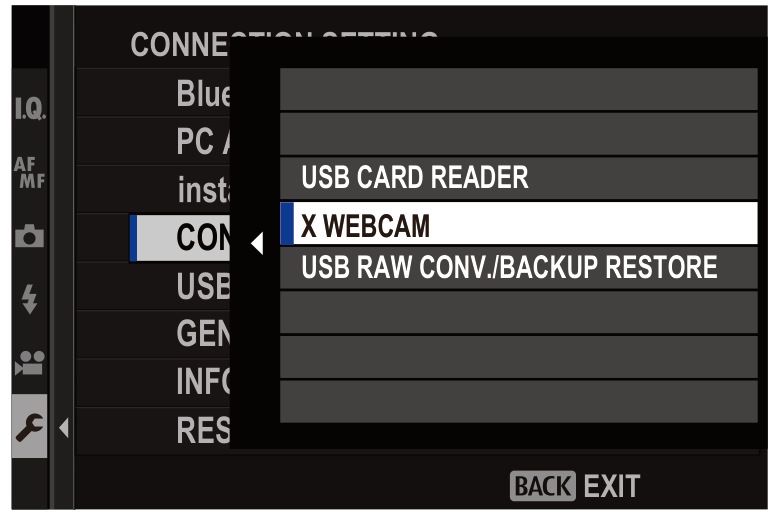 CONNECTION SETTING
I.Q.
Blue
PC A
USB CARD READER
AF
MF
inst
X WEBCAM
CON
USB RAW CONV./BACKUP RESTORE
USB
GEN
INFO
RES
BACK EXIT